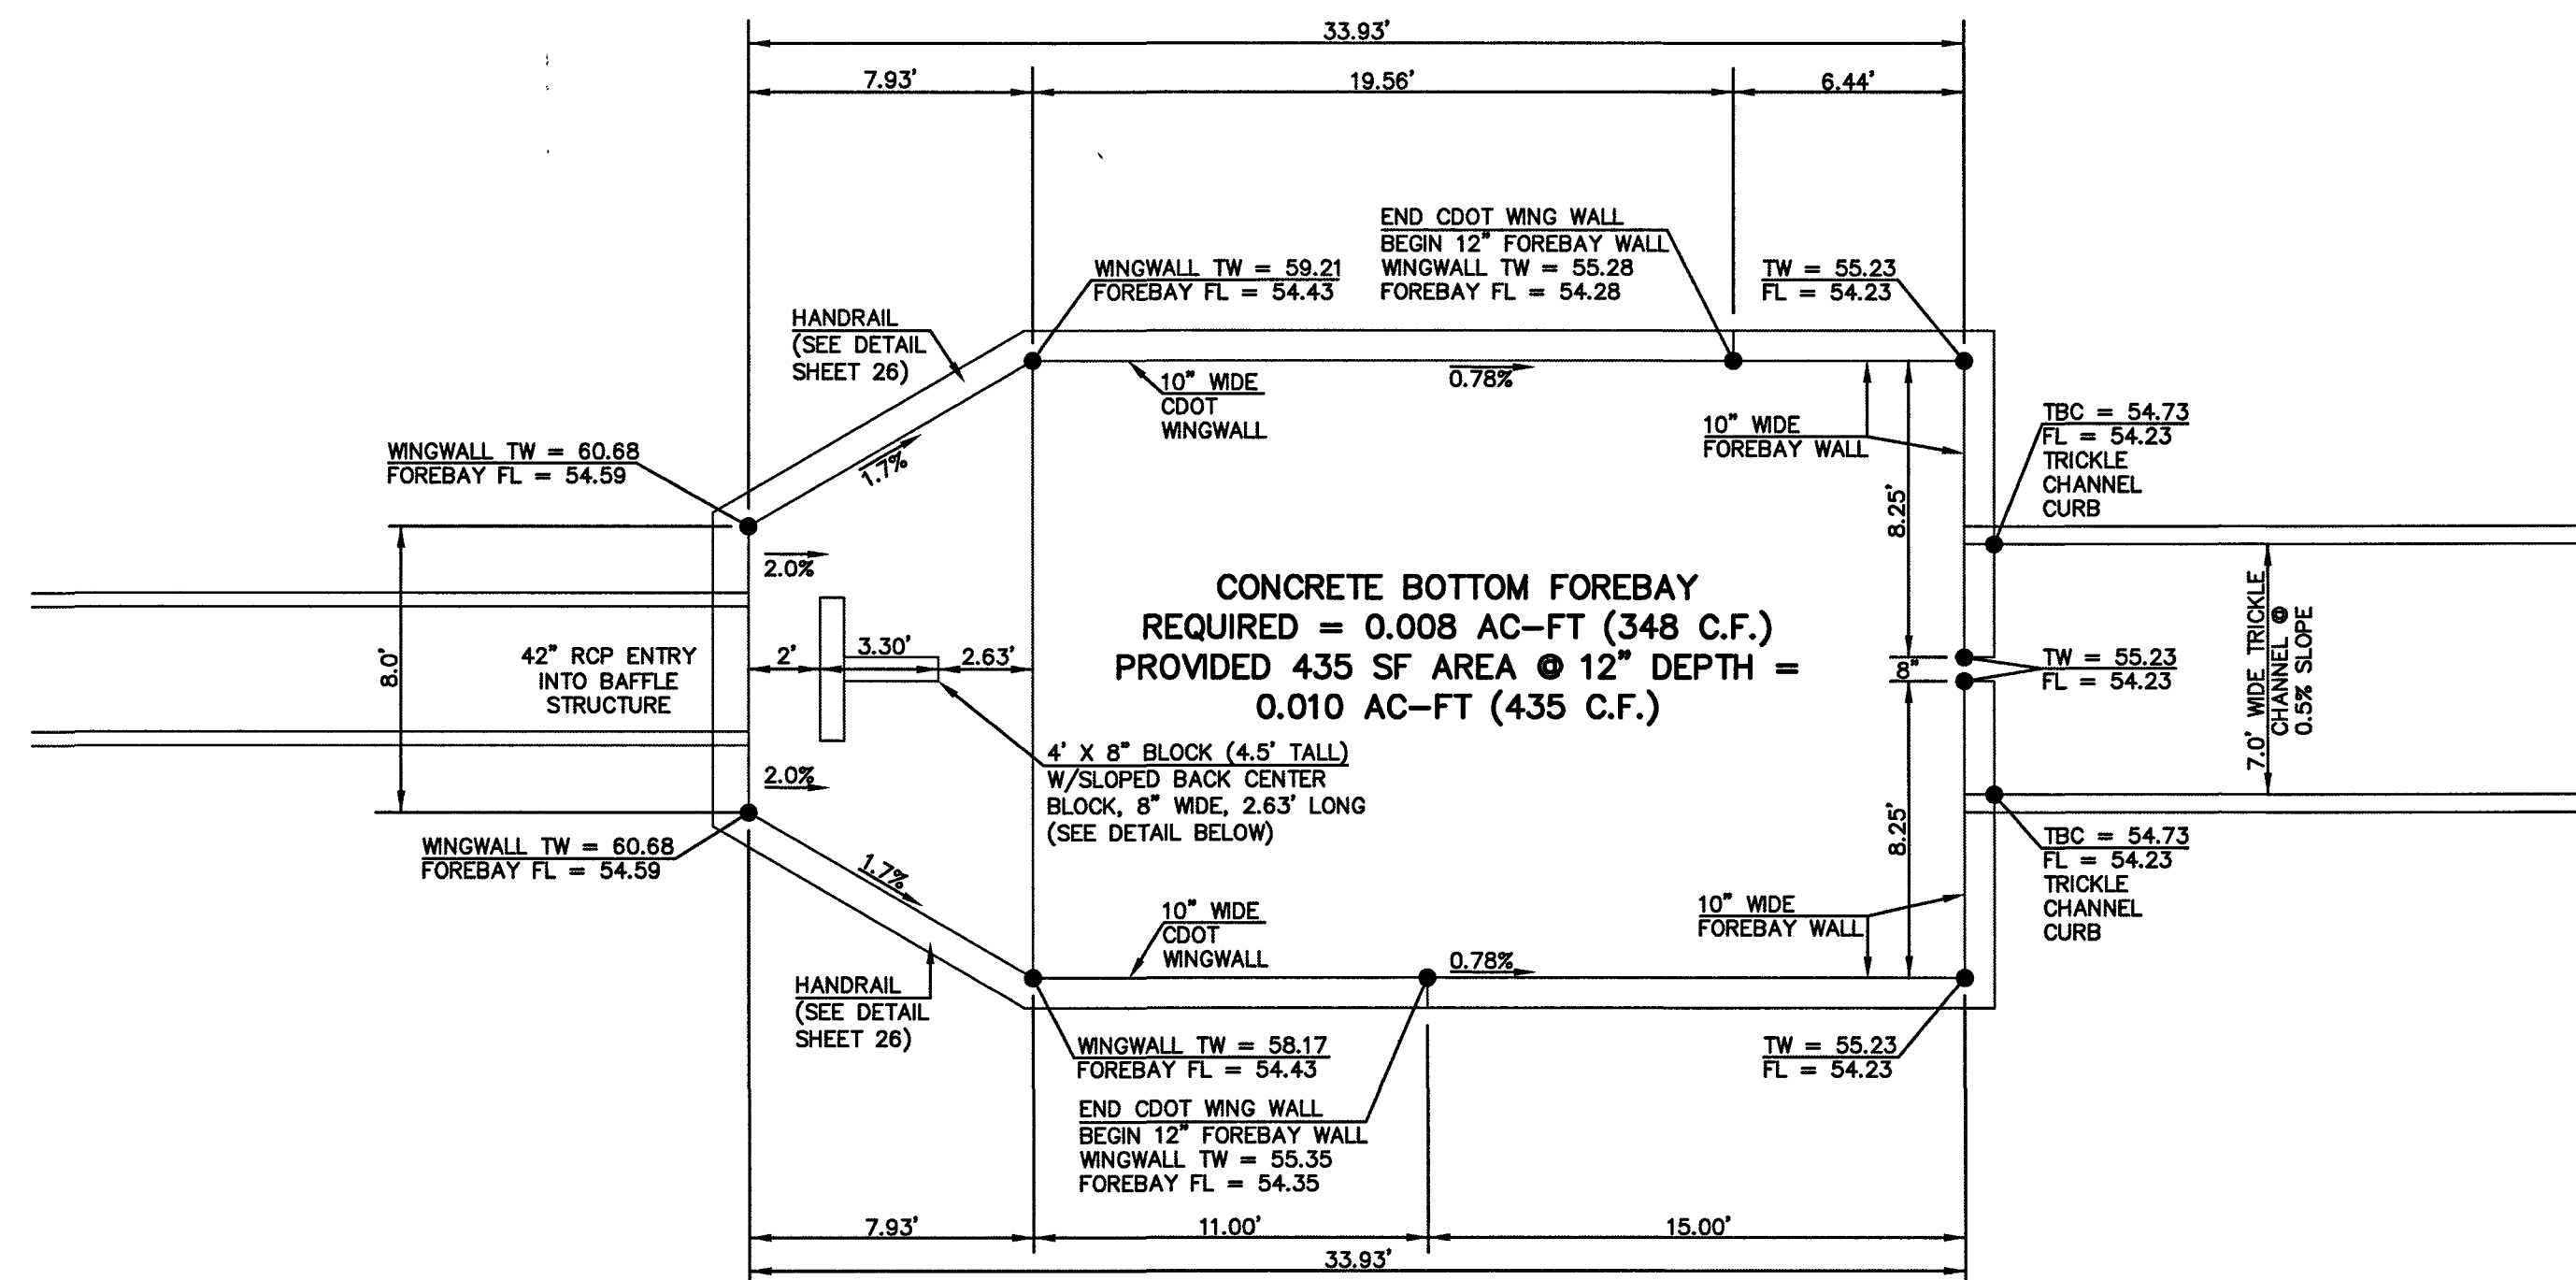 33.93'
7.93'
19.56'
6.44'
END CDOT WING WALL
BEGIN 12" FOREBAY WALL
WINGWALL TW = 55.28
FOREBAY FL = 54.28
WINGWALL TW = 59.21
FOREBAY FL = 54.43
TW = 55.23
FL = 54.23
HANDRAIL
(SEE DETAIL
SHEET 26)
10" WIDE
CDOT
WINGWALL
0.78%
10" WIDE
FOREBAY WALL
TBC = 54.73
FL = 54.23
TRICKLE
CHANNEL
CURB
WINGWALL TW = 60.68
FOREBAY FL = 54.59
1.7%
8.25'
2.0%
8.0'
42" RCP ENTRY
INTO BAFFLE
STRUCTURE
2'
3.30'
2.63'
CONCRETE BOTTOM FOREBAY
REQUIRED = 0.008 AC-FT (348 C.F.)
PROVIDED 435 SF AREA @ 12" DEPTH =
0.010 AC-FT (435 C.F.)
8"
TW = 55.23
FL = 54.23
7.0' WIDE TRICKLE
CHANNEL @
0.5% SLOPE
4' X 8" BLOCK (4.5' TALL)
W/SLOPED BACK CENTER
BLOCK, 8" WIDE, 2.63' LONG
(SEE DETAIL BELOW)
2.0%
8.25'
WINGWALL TW = 60.68
FOREBAY FL = 54.59
1.7%
TBC = 54.73
FL = 54.23
TRICKLE
CHANNEL
CURB
10" WIDE
CDOT
WINGWALL
0.78%
10" WIDE
FOREBAY WALL
HANDRAIL
(SEE DETAIL
SHEET 26)
WINGWALL TW = 58.17
FOREBAY FL = 54.43
TW = 55.23
FL = 54.23
END CDOT WING WALL
BEGIN 12" FOREBAY WALL
WINGWALL TW = 55.35
FOREBAY FL = 54.35
7.93'
11.00'
15.00'
33.93'